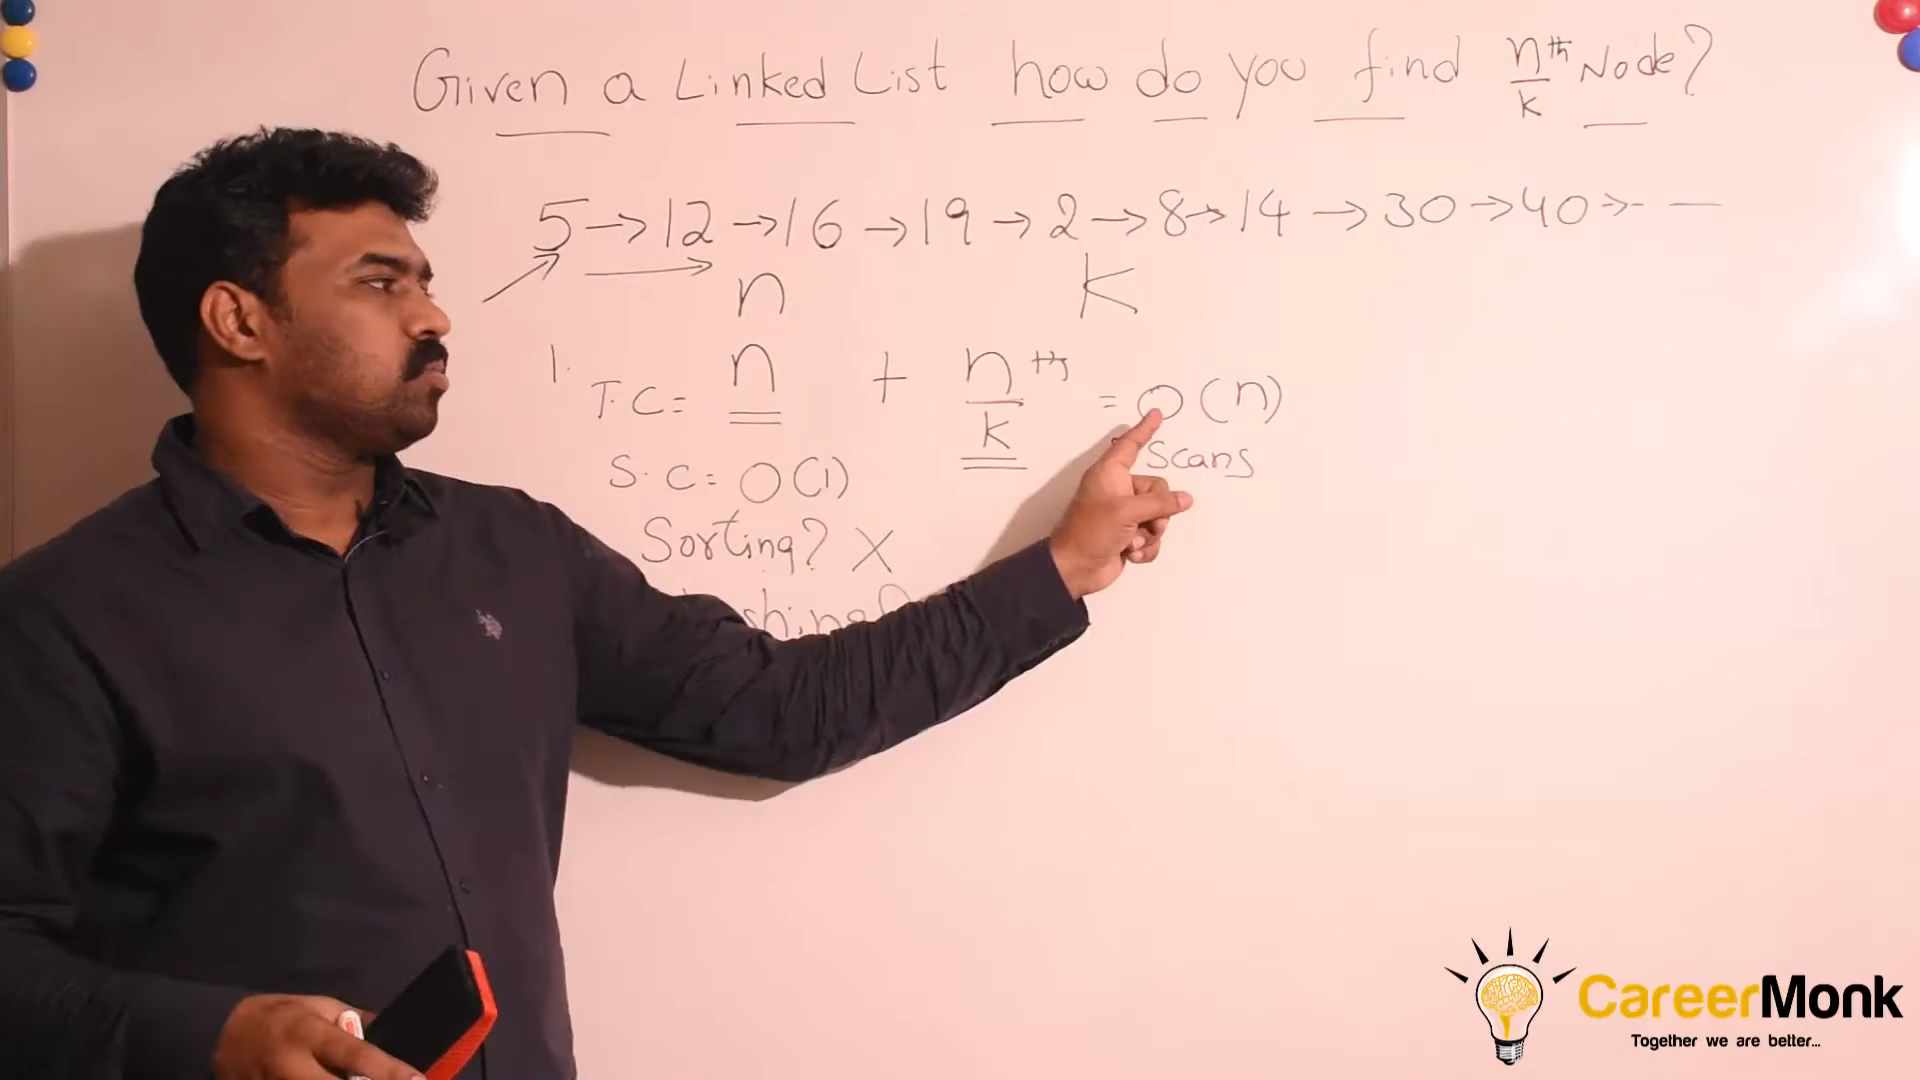 Given a Linked List how do you find n/k th Node?
5 → 12 → 16 → 19 → 2 → 8 → 14 → 30 → 40 → - —
n k
1. T.C = n + n/k th = O(n)
Scans
S.C = O(1)
Sorting? X
CareerMonk
Together we are better...